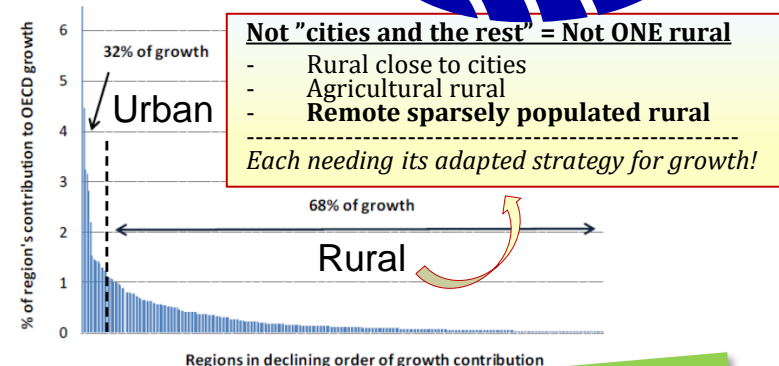 Not ”cities and the rest” = Not ONE rural
- Rural close to cities
- Agricultural rural
- Remote sparsely populated rural
------------------------------------------------------
Each needing its adapted strategy for growth!
% of region's contribution to OECD growth
6
5
4
3
2
1
0
32% of growth
Urban
68% of growth
Rural
Regions in declining order of growth contribution